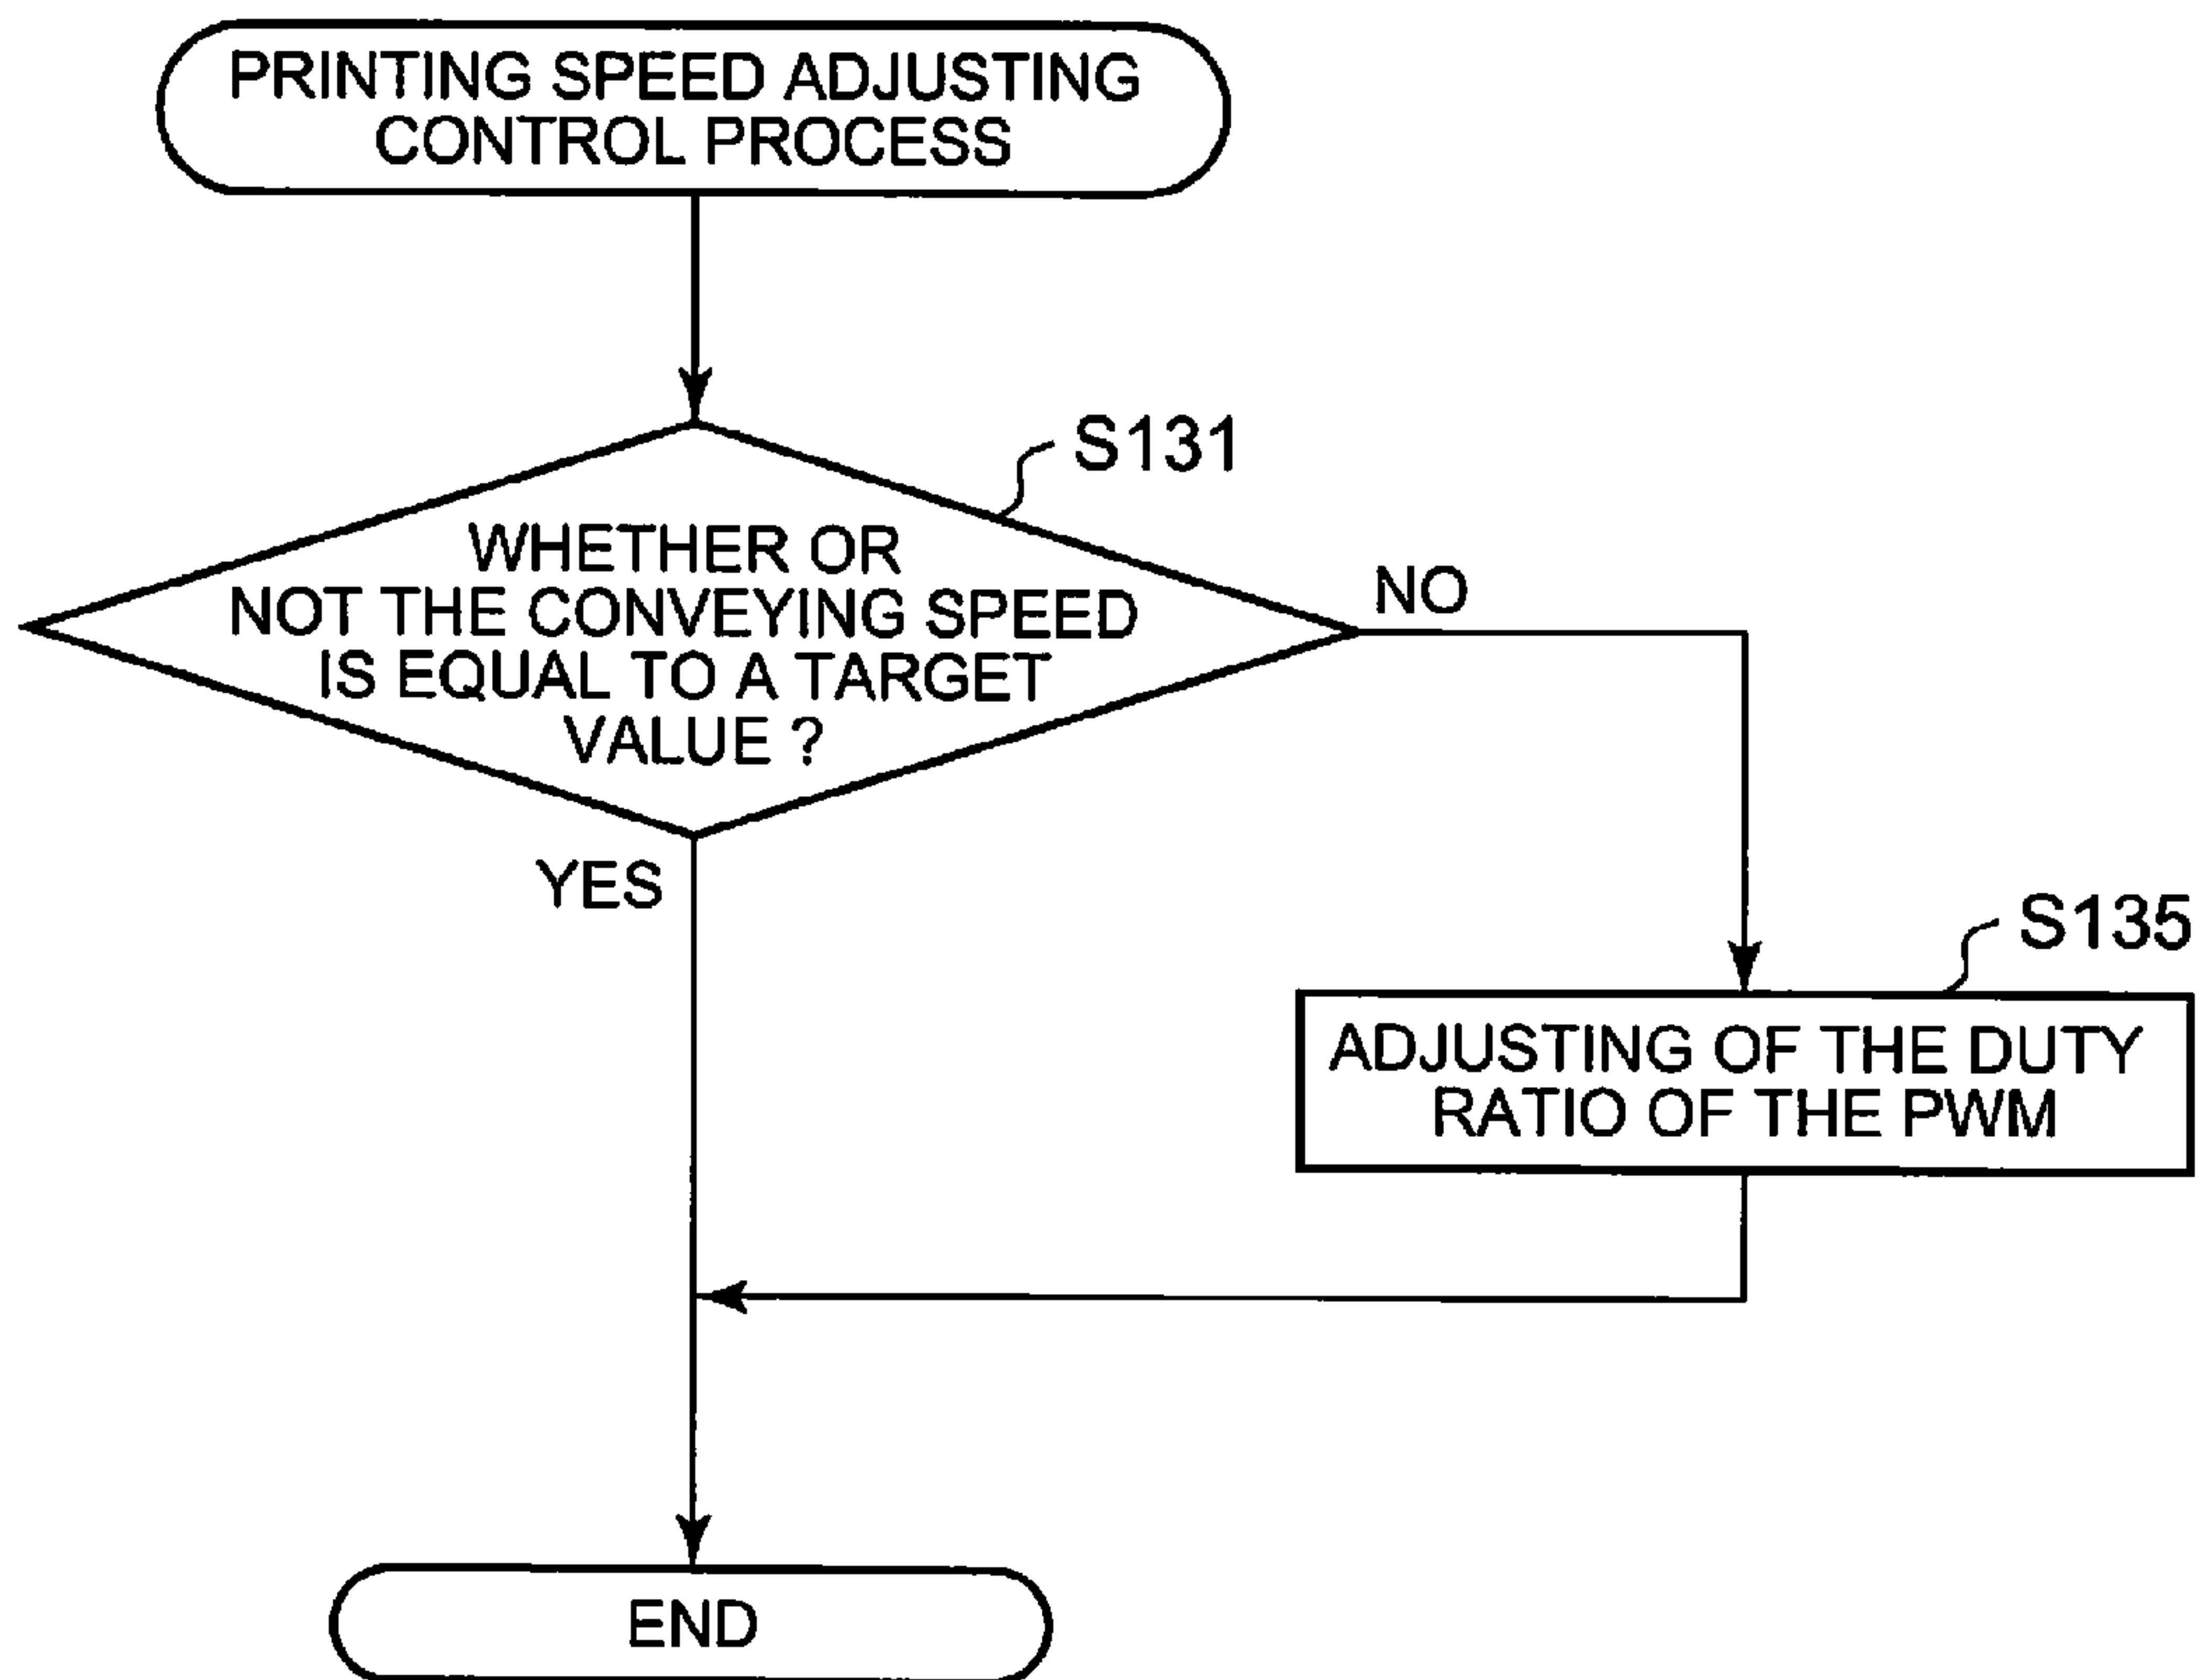 PRINTING SPEED ADJUSTING
CONTROL PROCESS
S131
WHETHER OR
NOT THE CONVEYING SPEED
IS EQUAL TO A TARGET
VALUE ?
NO
YES
S135
ADJUSTING OF THE DUTY
RATIO OF THE PWM
END